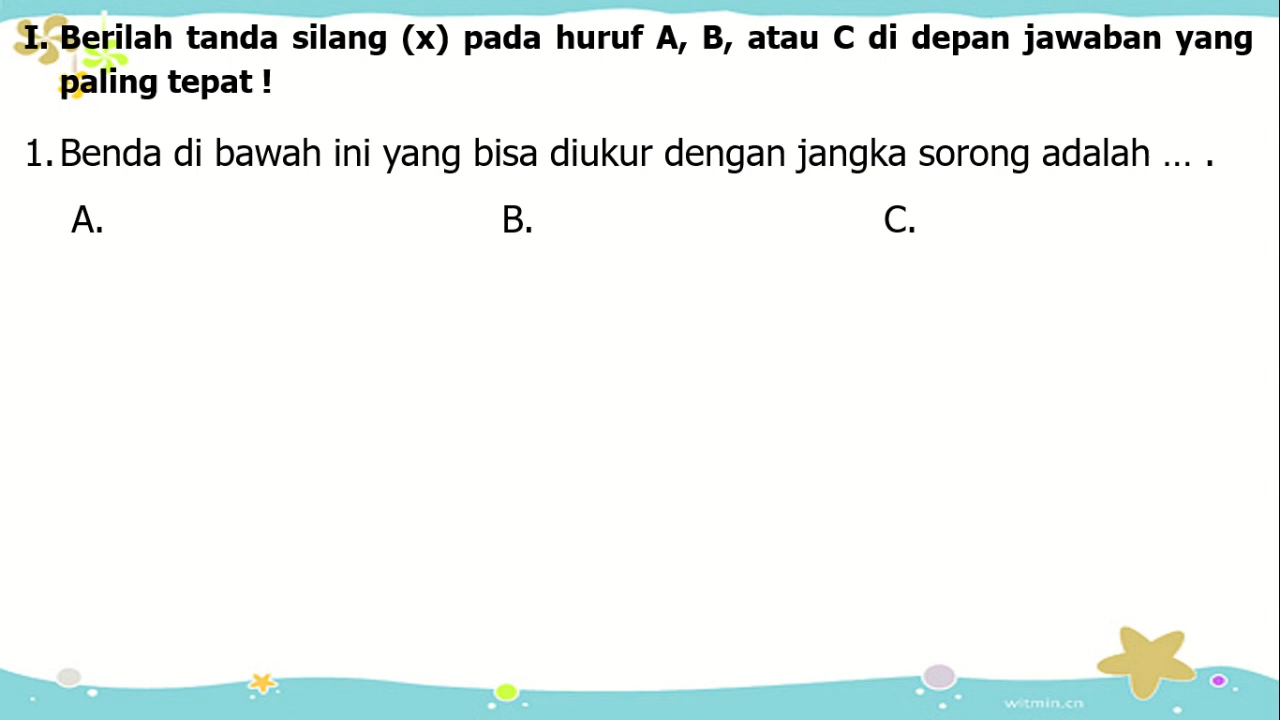 I. Berilah tanda silang (x) pada huruf A, B, atau C di depan jawaban yang
paling tepat !
1. Benda di bawah ini yang bisa diukur dengan jangka sorong adalah ... .
A. B. C.
witmin.cn